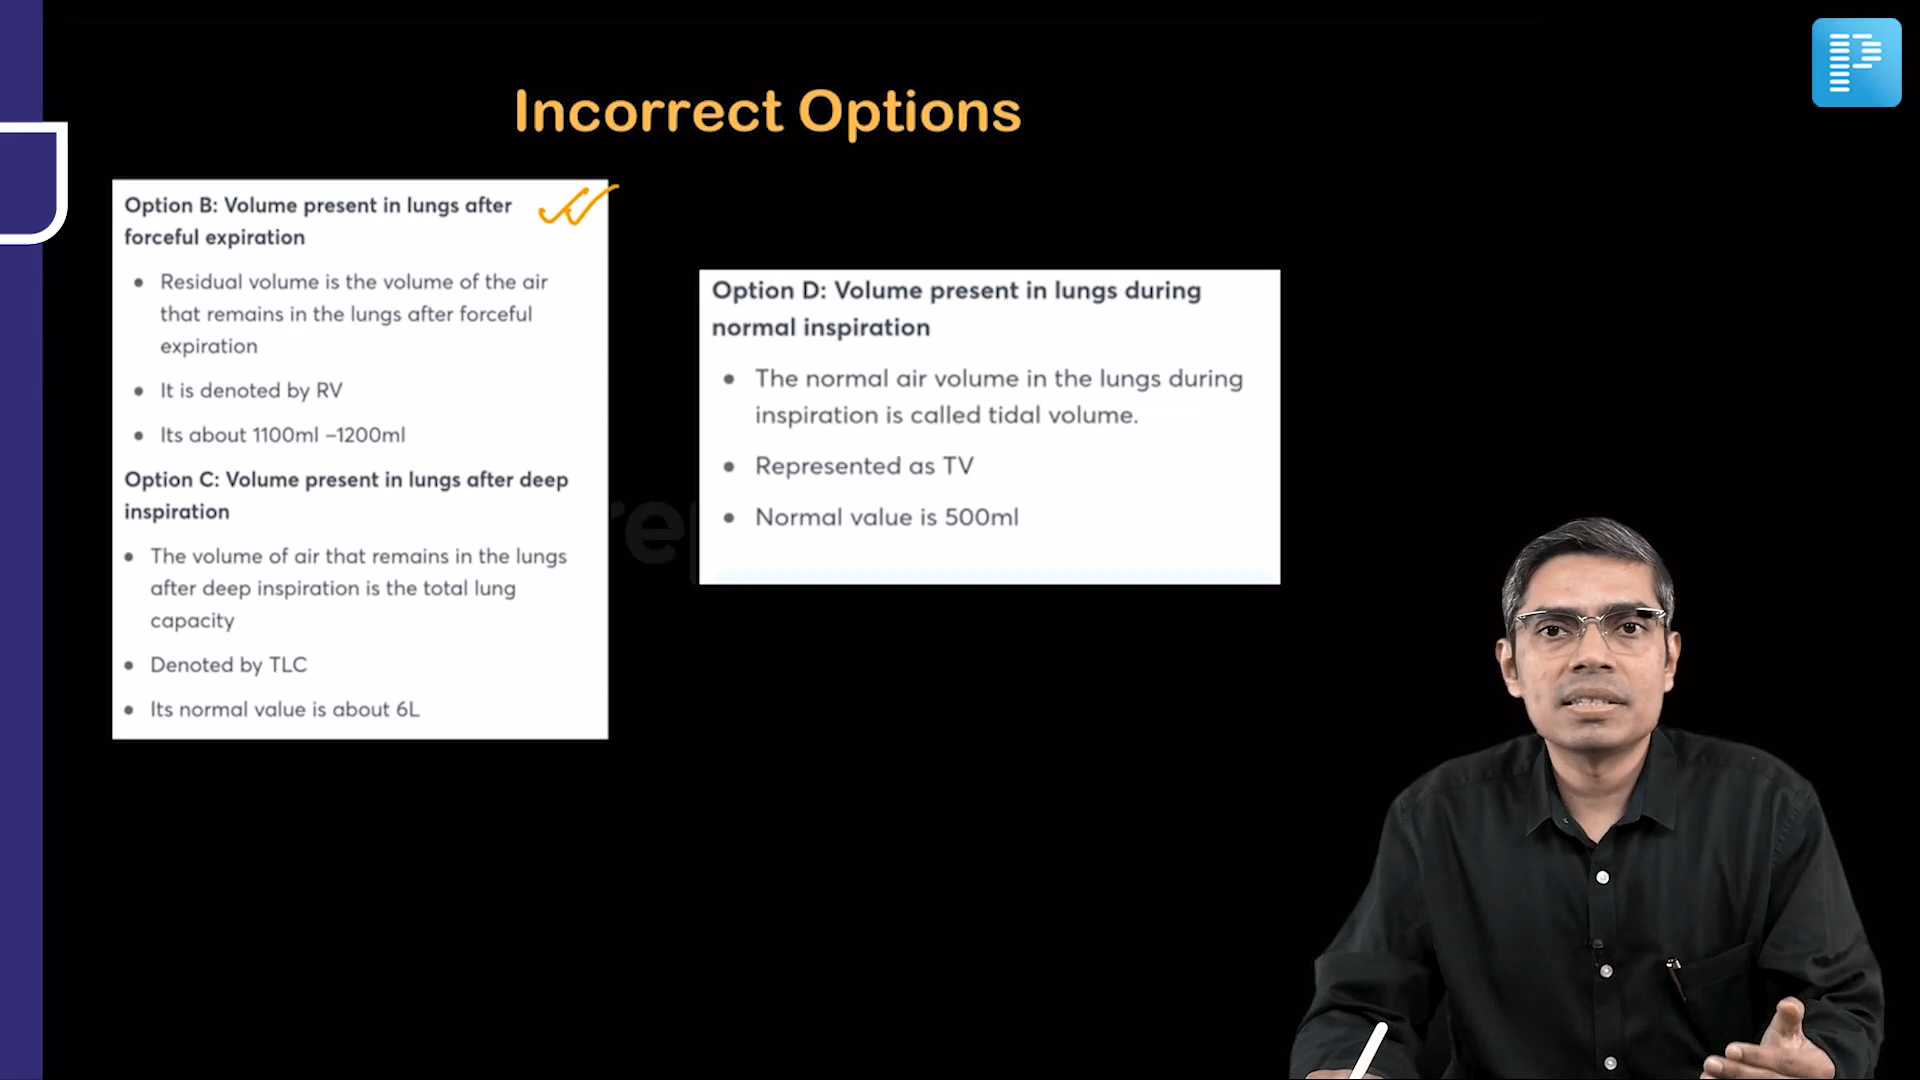 Incorrect Options
Option B: Volume present in lungs after
forceful expiration
• Residual volume is the volume of the air
that remains in the lungs after forceful
expiration
• It is denoted by RV
• Its about 1100ml –1200ml
Option C: Volume present in lungs after deep
inspiration
• The volume of air that remains in the lungs
after deep inspiration is the total lung
capacity
• Denoted by TLC
• Its normal value is about 6L
Option D: Volume present in lungs during
normal inspiration
• The normal air volume in the lungs during
inspiration is called tidal volume.
• Represented as TV
• Normal value is 500ml